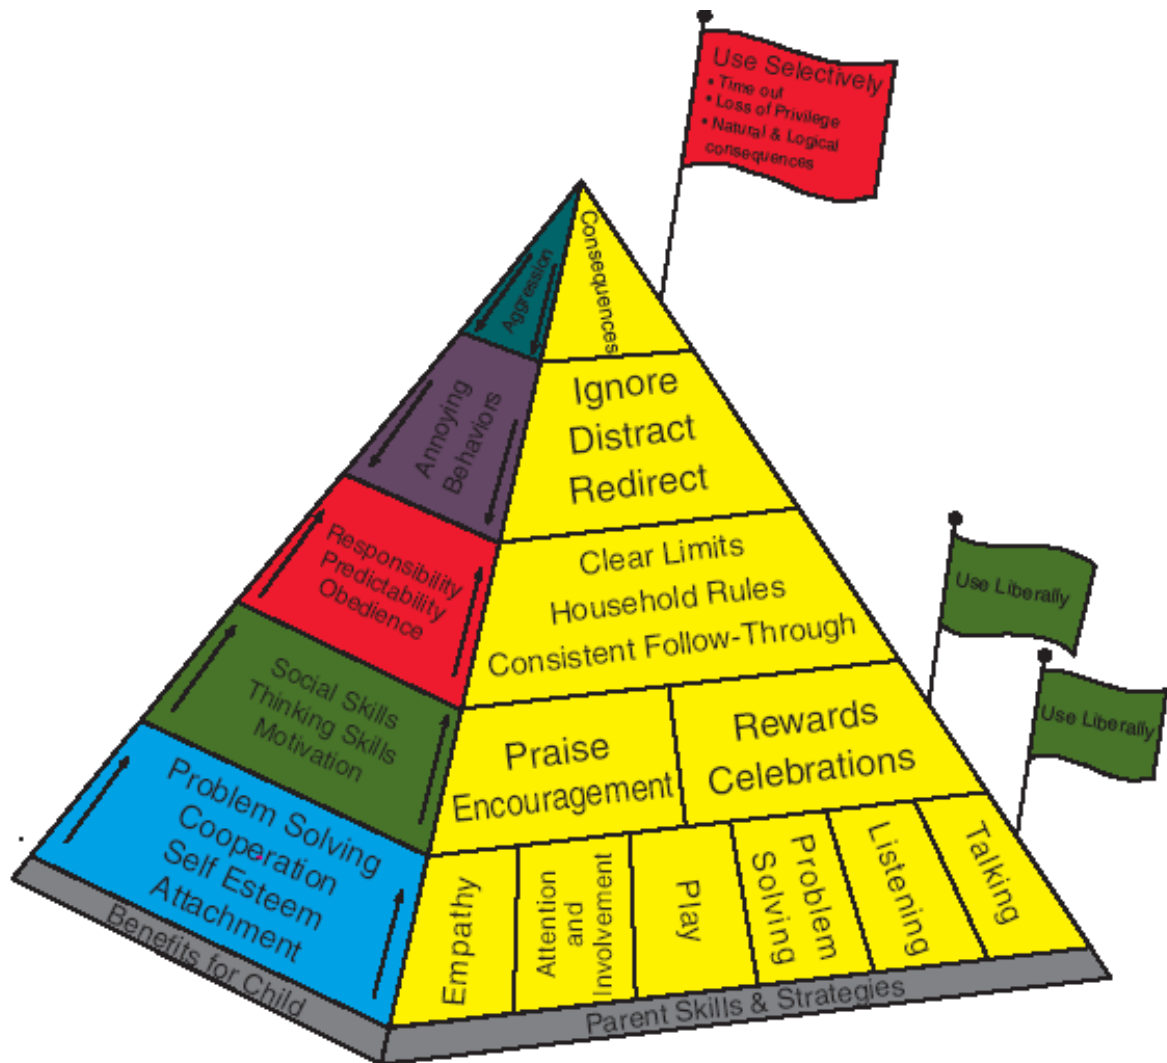 Use Selectively
• Time out
• Loss of Privilege
• Natural & Logical
consequences
Aggression
Consequences
Annoying
Behaviors
Ignore
Distract
Redirect
Responsibility
Predictability
Obedience
Clear Limits
Household Rules
Consistent Follow-Through
Use Liberally
Social Skills
Thinking Skills
Motivation
Praise
Encouragement
Rewards
Celebrations
Use Liberally
Problem Solving
Cooperation
Self Esteem
Attachment
Empathy
Attention
and
Involvement
Play
Problem
Solving
Listening
Talking
Benefits for Child
Parent Skills & Strategies